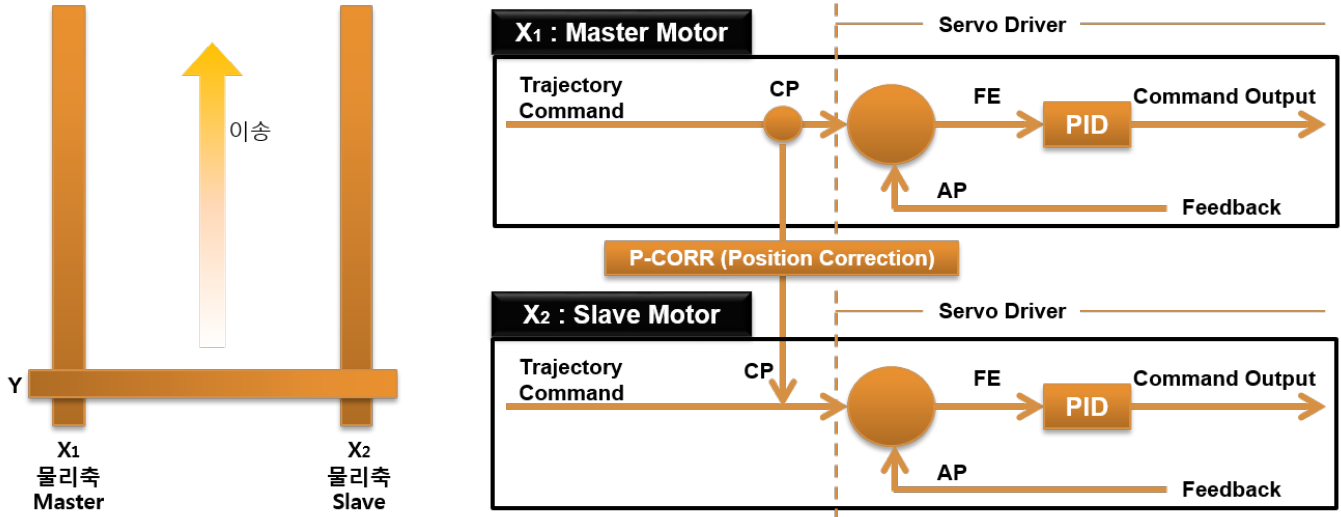 이송
Y
X1
물리축
Master
X2
물리축
Slave
X1 : Master Motor
Servo Driver
Trajectory
Command
CP
FE
PID
Command Output
AP
Feedback
P-CORR (Position Correction)
X2 : Slave Motor
Servo Driver
Trajectory
Command
CP
FE
PID
Command Output
AP
Feedback